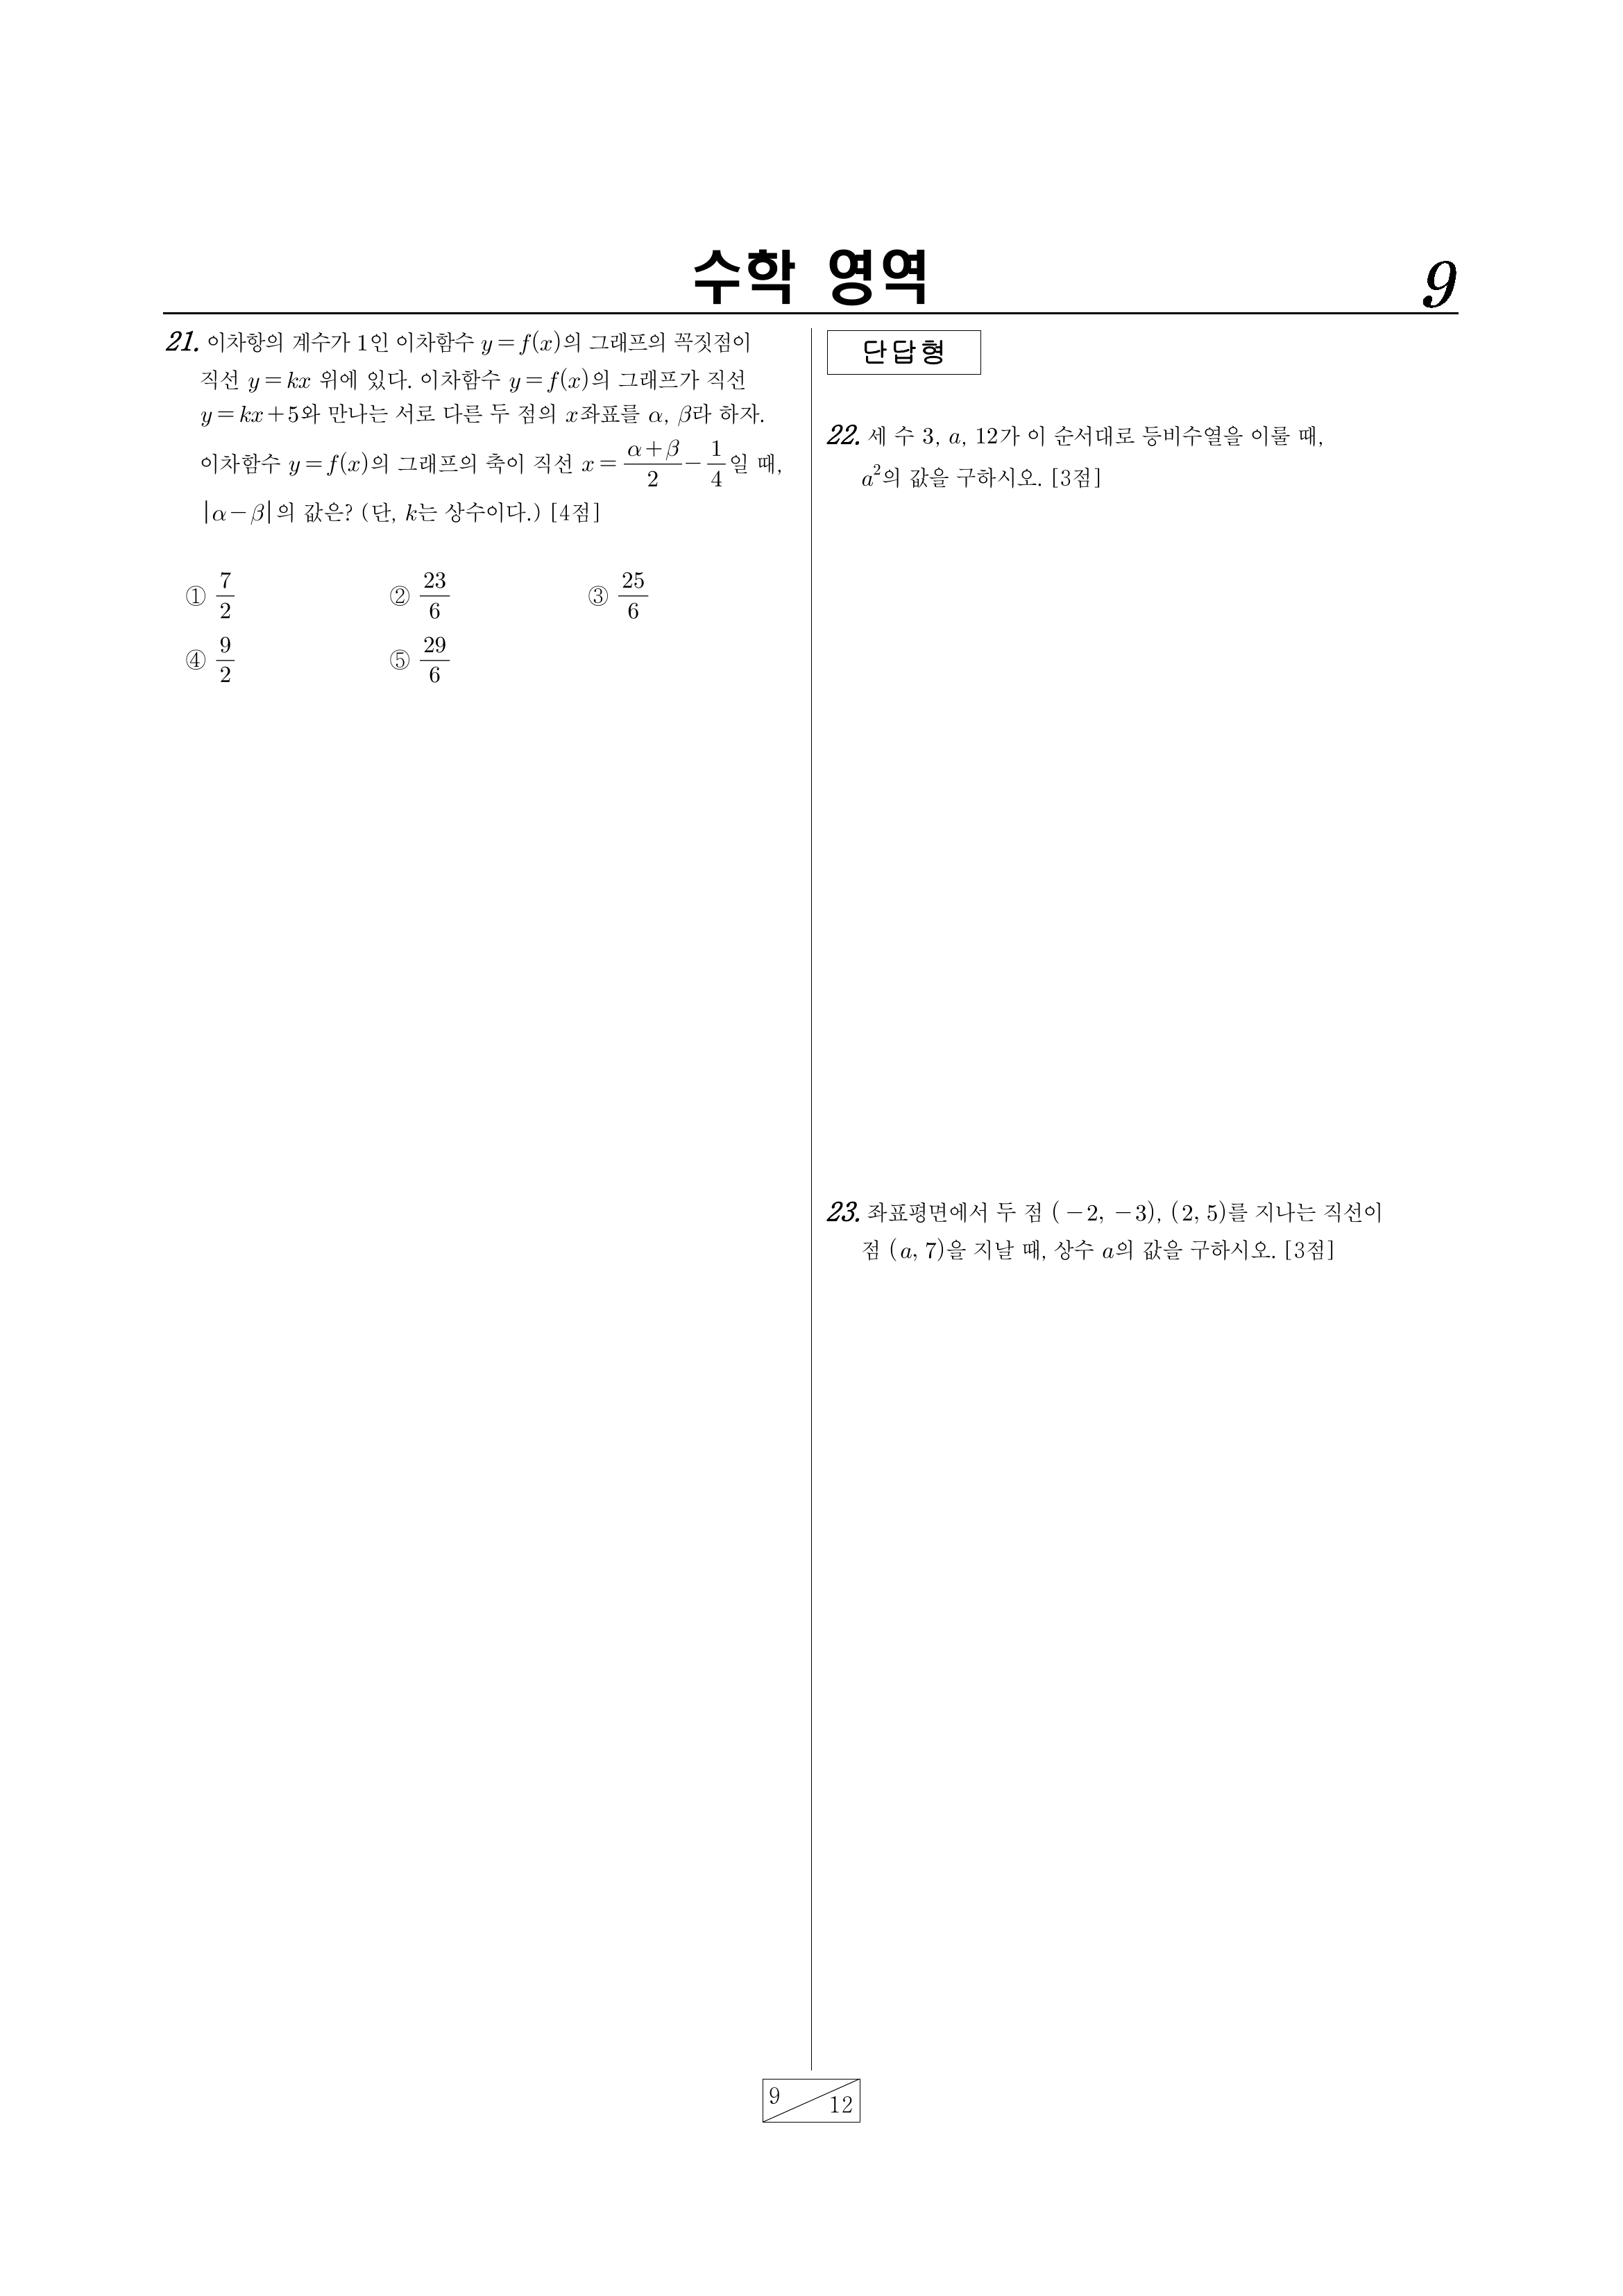 수학 영역
9
21. 이차항의 계수가 1인 이차함수 y=f(x)의 그래프의 꼭짓점이
직선 y=kx 위에 있다. 이차함수 y=f(x)의 그래프가 직선
y=kx+5와 만나는 서로 다른 두 점의 x좌표를 α, β라 하자.
이차함수 y=f(x)의 그래프의 축이 직선 x=\frac{α+β}{2}-\frac{1}{4}일 때,
|α-β|의 값은? (단, k는 상수이다.) [4점]
① \frac{7}{2} ② \frac{23}{6} ③ \frac{25}{6}
④ \frac{9}{2} ⑤ \frac{29}{6}
단답형
22. 세 수 3, a, 12가 이 순서대로 등비수열을 이룰 때,
a²의 값을 구하시오. [3점]
23. 좌표평면에서 두 점 (-2, -3), (2, 5)를 지나는 직선이
점 (a, 7)을 지날 때, 상수 a의 값을 구하시오. [3점]
9
12